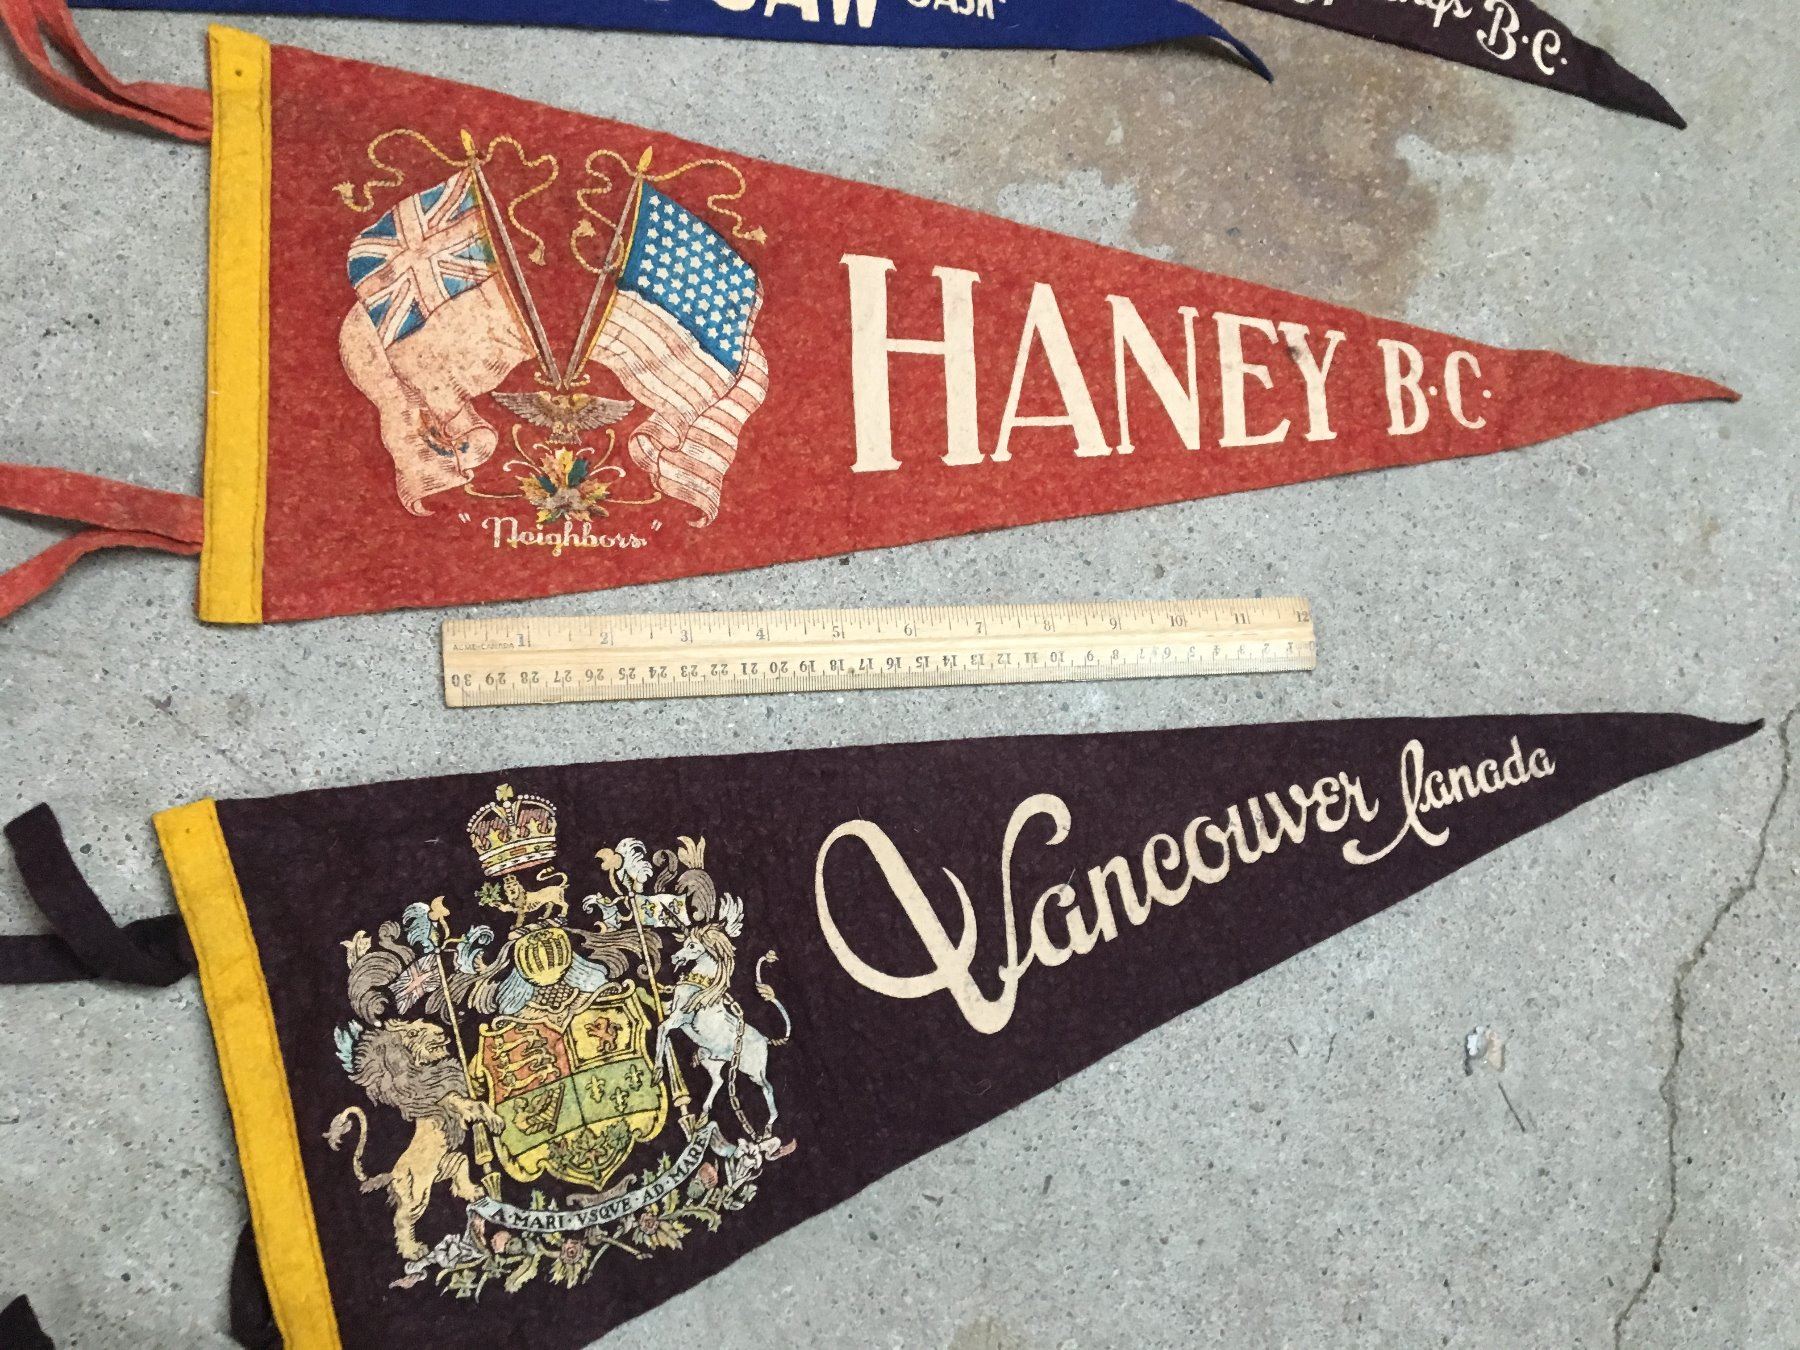 JAW SASK.
ings B.C.
HANEY B.C.
"Neighbors"
1 2 3 4 5 6 7 8 9 10 11 12
ACME-CANADA
30 29 28 27 26 25 24 23 22 21 20 19 18 17 16 15 14 13 12 11 10 9 8 7 6 5 4 3 2 1
Vancouver Canada
A·MARI·VSQVE·AD·MARE